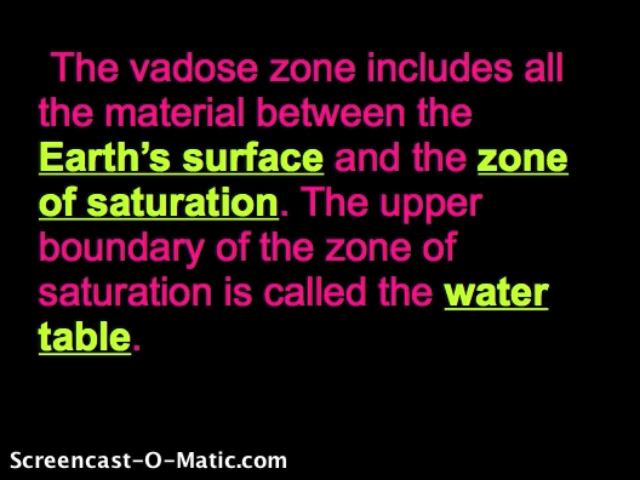 The vadose zone includes all
the material between the
Earth’s surface and the zone
of saturation. The upper
boundary of the zone of
saturation is called the water
table.
Screencast-O-Matic.com